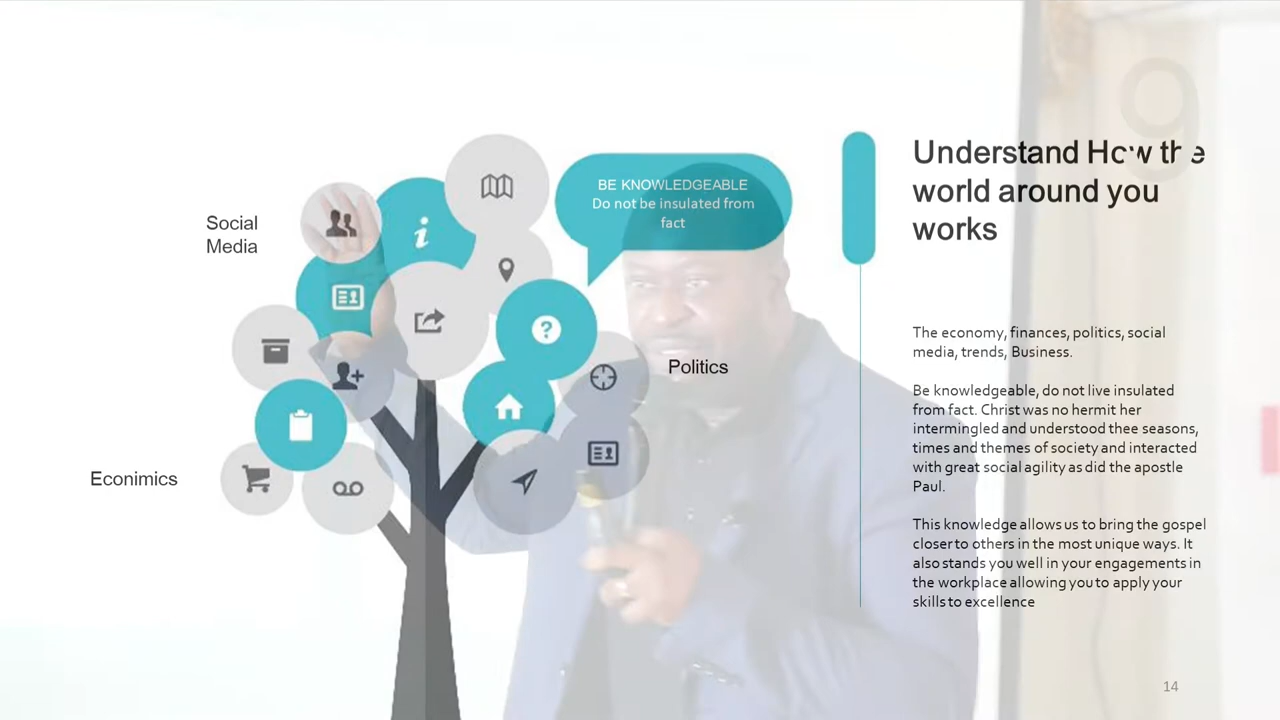 9
Understand How the
world around you
works
BE KNOWLEDGEABLE
Do not be insulated from
fact
Social
Media
Politics
Econimics
The economy, finances, politics, social
media, trends, Business.
Be knowledgeable, do not live insulated
from fact. Christ was no hermit her
intermingled and understood thee seasons,
times and themes of society and interacted
with great social agility as did the apostle
Paul.
This knowledge allows us to bring the gospel
closer to others in the most unique ways. It
also stands you well in your engagements in
the workplace allowing you to apply your
skills to excellence
14